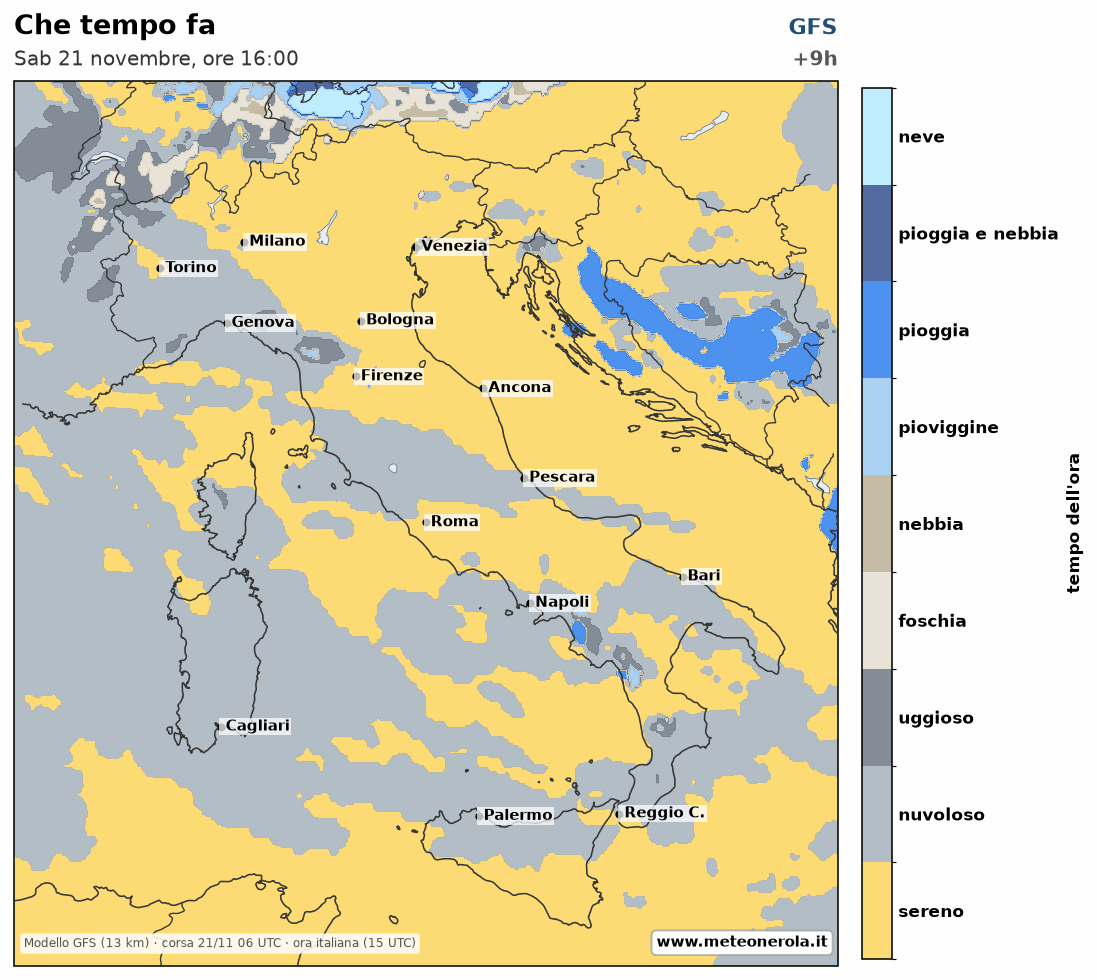 Che tempo fa
GFS
Sab 21 novembre, ore 16:00
+9h
neve
pioggia e nebbia
pioggia
pioviggine
nebbia
foschia
uggioso
nuvoloso
sereno
tempo dell'ora
Milano
Venezia
Torino
Genova
Bologna
Firenze
Ancona
Pescara
Roma
Bari
Napoli
Cagliari
Palermo
Reggio C.
Modello GFS (13 km) · corsa 21/11 06 UTC · ora italiana (15 UTC)
www.meteonerola.it